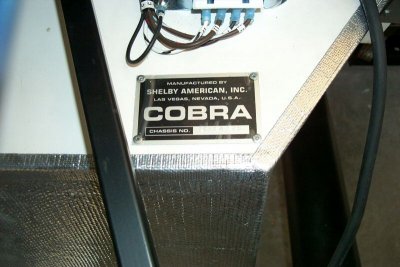 MANUFACTURED BY
SHELBY AMERICAN, INC.
LAS VEGAS, NEVADA, U.S.A.
COBRA
CHASSIS NO.